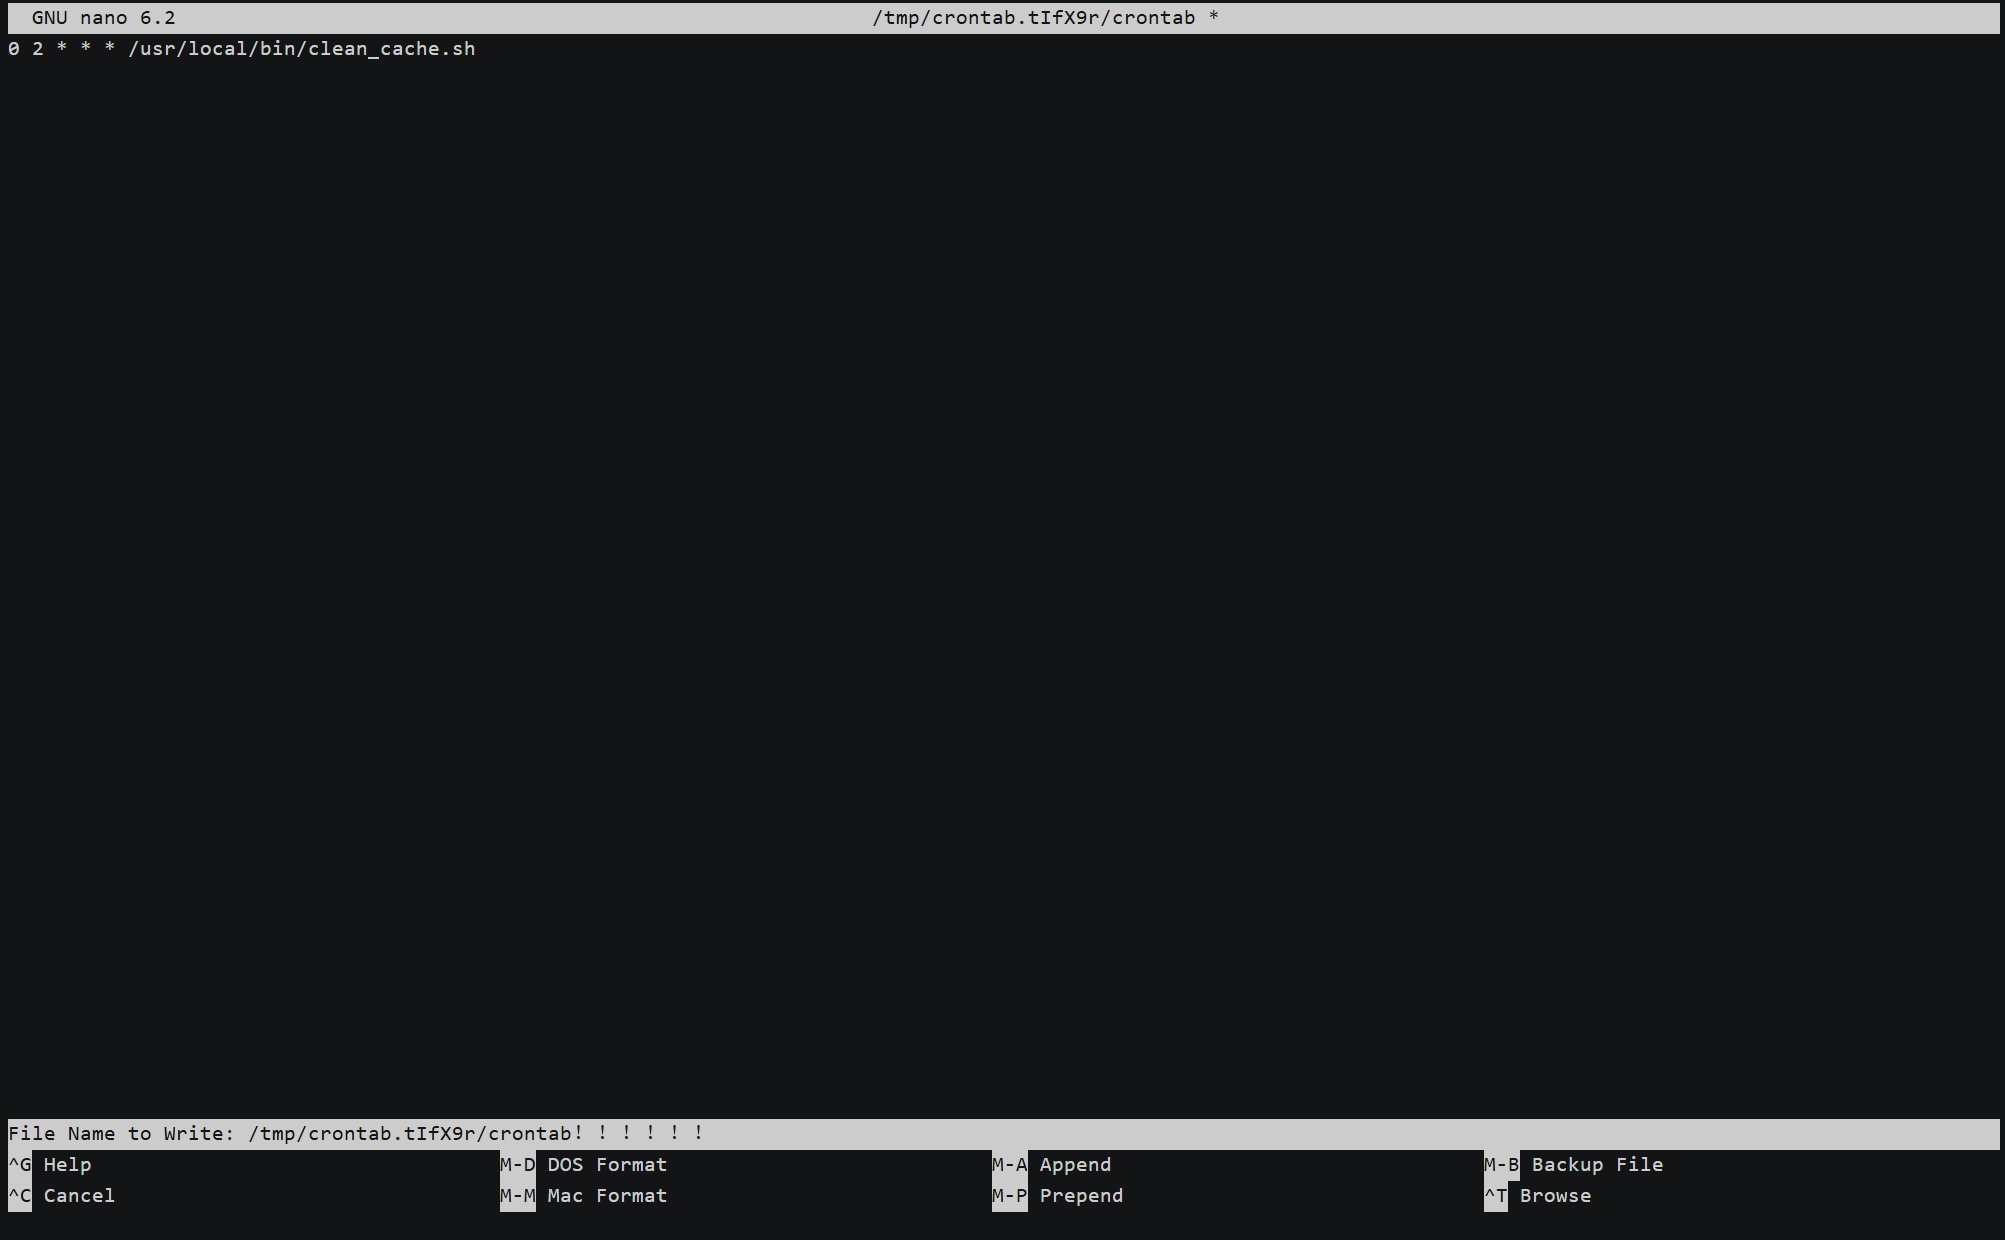 GNU nano 6.2 /tmp/crontab.tIfX9r/crontab *
0 2 * * * /usr/local/bin/clean_cache.sh
File Name to Write: /tmp/crontab.tIfX9r/crontab！！！！！！
^G Help M-D DOS Format M-A Append M-B Backup File
^C Cancel M-M Mac Format M-P Prepend ^T Browse